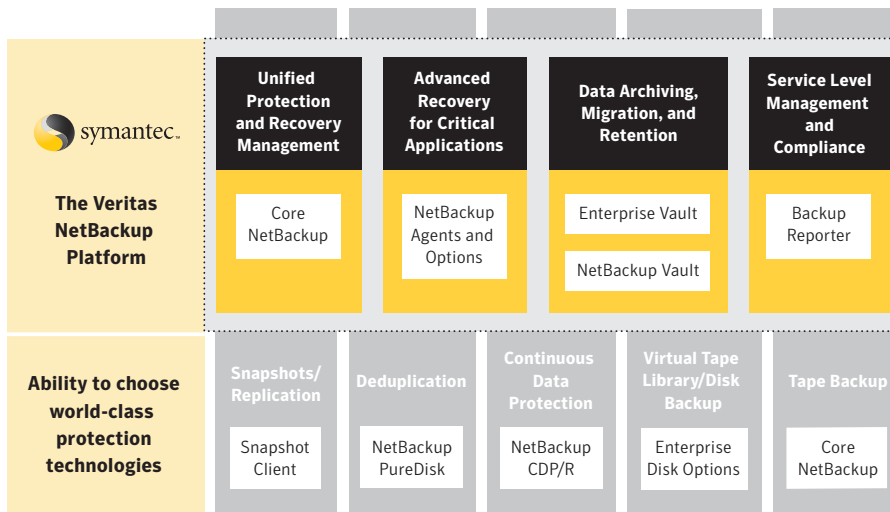 symantec™
The Veritas
NetBackup
Platform
Unified
Protection
and Recovery
Management
Core
NetBackup
Advanced
Recovery
for Critical
Applications
NetBackup
Agents and
Options
Data Archiving,
Migration, and
Retention
Enterprise Vault
NetBackup Vault
Service Level
Management
and
Compliance
Backup
Reporter
Ability to choose
world-class
protection
technologies
Snapshots/
Replication
Snapshot
Client
Deduplication
NetBackup
PureDisk
Continuous
Data
Protection
NetBackup
CDP/R
Virtual Tape
Library/Disk
Backup
Enterprise
Disk Options
Tape Backup
Core
NetBackup